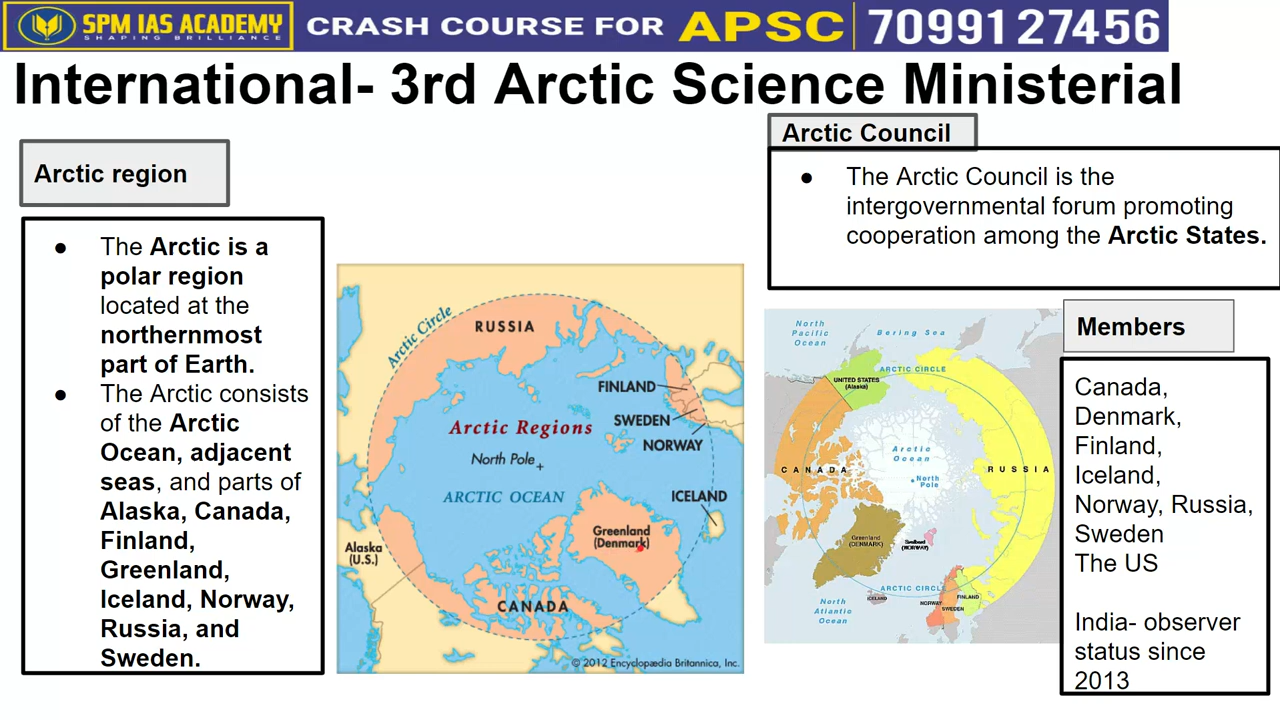 SPM IAS ACADEMY
SHAPING BRILLIANCE
CRASH COURSE FOR APSC 7099127456
International- 3rd Arctic Science Ministerial
Arctic region
● The Arctic is a
polar region
located at the
northernmost
part of Earth.
● The Arctic consists
of the Arctic
Ocean, adjacent
seas, and parts of
Alaska, Canada,
Finland,
Greenland,
Iceland, Norway,
Russia, and
Sweden.
Arctic Circle
RUSSIA
FINLAND
SWEDEN
NORWAY
Arctic Regions
North Pole
ARCTIC OCEAN
ICELAND
Greenland
(Denmark)
Alaska
(U.S.)
CANADA
© 2012 Encyclopædia Britannica, Inc.
Arctic Council
● The Arctic Council is the
intergovernmental forum promoting
cooperation among the Arctic States.
North
Pacific
Ocean
Bering Sea
ARCTIC CIRCLE
UNITED STATES
(Alaska)
Arctic
Ocean
CANADA
RUSSIA
North
Pole
Greenland
(DENMARK)
Svalbard
(NORWAY)
ARCTIC CIRCLE
ICELAND
NORWAY
SWEDEN
FINLAND
North
Atlantic
Ocean
Members
Canada,
Denmark,
Finland,
Iceland,
Norway, Russia,
Sweden
The US
India- observer
status since
2013